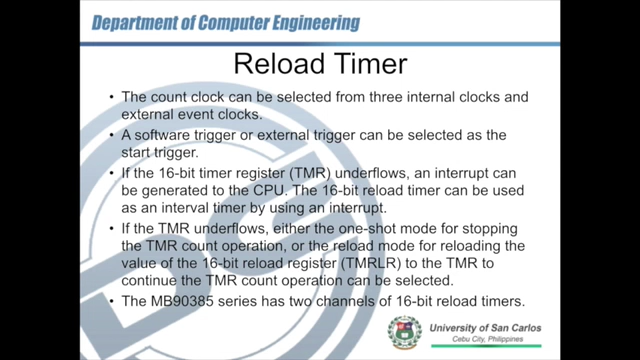 Department of Computer Engineering
Reload Timer
• The count clock can be selected from three internal clocks and
external event clocks.
• A software trigger or external trigger can be selected as the
start trigger.
• If the 16-bit timer register (TMR) underflows, an interrupt can
be generated to the CPU. The 16-bit reload timer can be used
as an interval timer by using an interrupt.
• If the TMR underflows, either the one-shot mode for stopping
the TMR count operation, or the reload mode for reloading the
value of the 16-bit reload register (TMRLR) to the TMR to
continue the TMR count operation can be selected.
• The MB90385 series has two channels of 16-bit reload timers.
University of San Carlos
Cebu City, Philippines